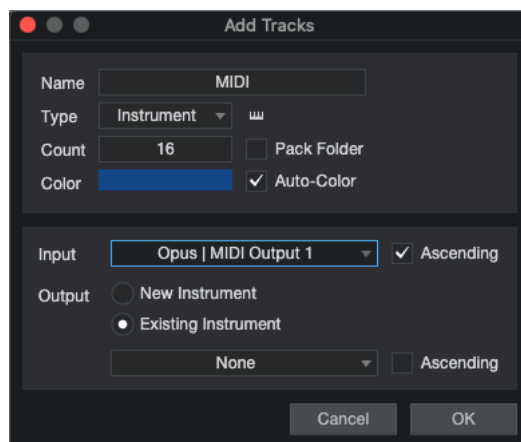 Add Tracks
Name MIDI
Type Instrument
Count 16 Pack Folder
Color Auto-Color
Input Opus | MIDI Output 1 Ascending
Output New Instrument
Existing Instrument
None Ascending
Cancel OK